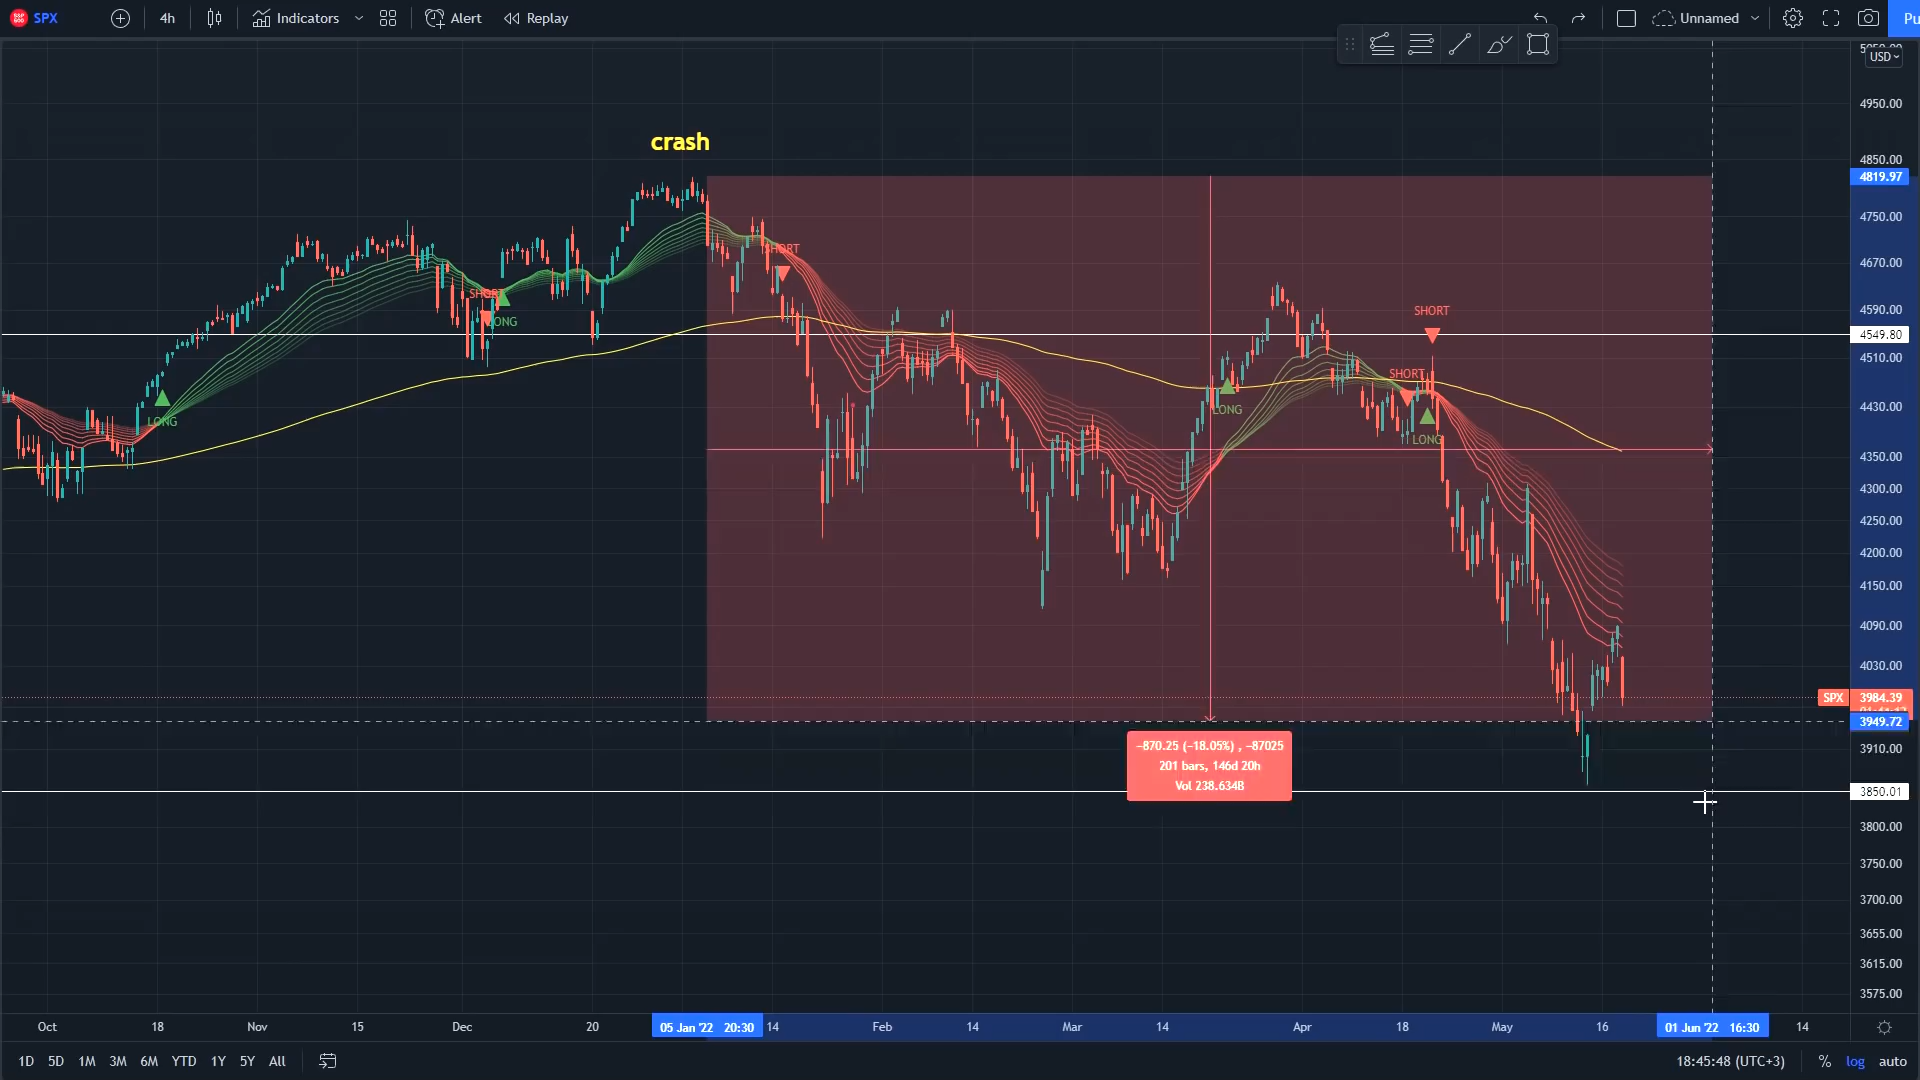 SPX
4h
Indicators
Alert
Replay
Unnamed
Pu
USD
4950.00
crash
4850.00
4819.97
4750.00
SHORT
4670.00
SHORT
LONG
4590.00
SHORT
4549.80
4510.00
SHORT
LONG
4430.00
LONG
LONG
4350.00
4300.00
4250.00
4200.00
4150.00
4090.00
4030.00
SPX 3984.39
3949.72
−870.25 (−18.05%) , −87025
201 bars, 146d 20h
Vol 238.634B
3910.00
3850.01
3800.00
3750.00
3700.00
3655.00
3615.00
3575.00
Oct 18 Nov 15 Dec 20 05 Jan '22 20:30 14 Feb 14 Mar 14 Apr 18 May 16 01 Jun '22 16:30 14
1D 5D 1M 3M 6M YTD 1Y 5Y All
18:45:48 (UTC+3) % log auto